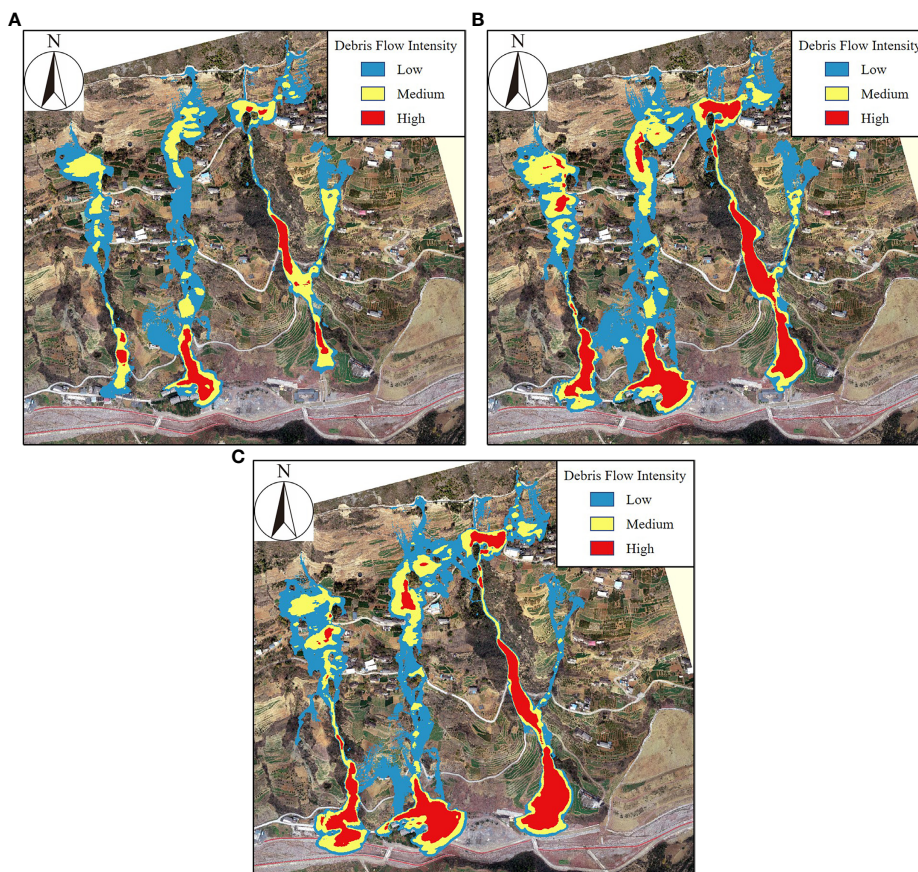 A
N
Debris Flow Intensity
Low
Medium
High
B
N
Debris Flow Intensity
Low
Medium
High
C
N
Debris Flow Intensity
Low
Medium
High